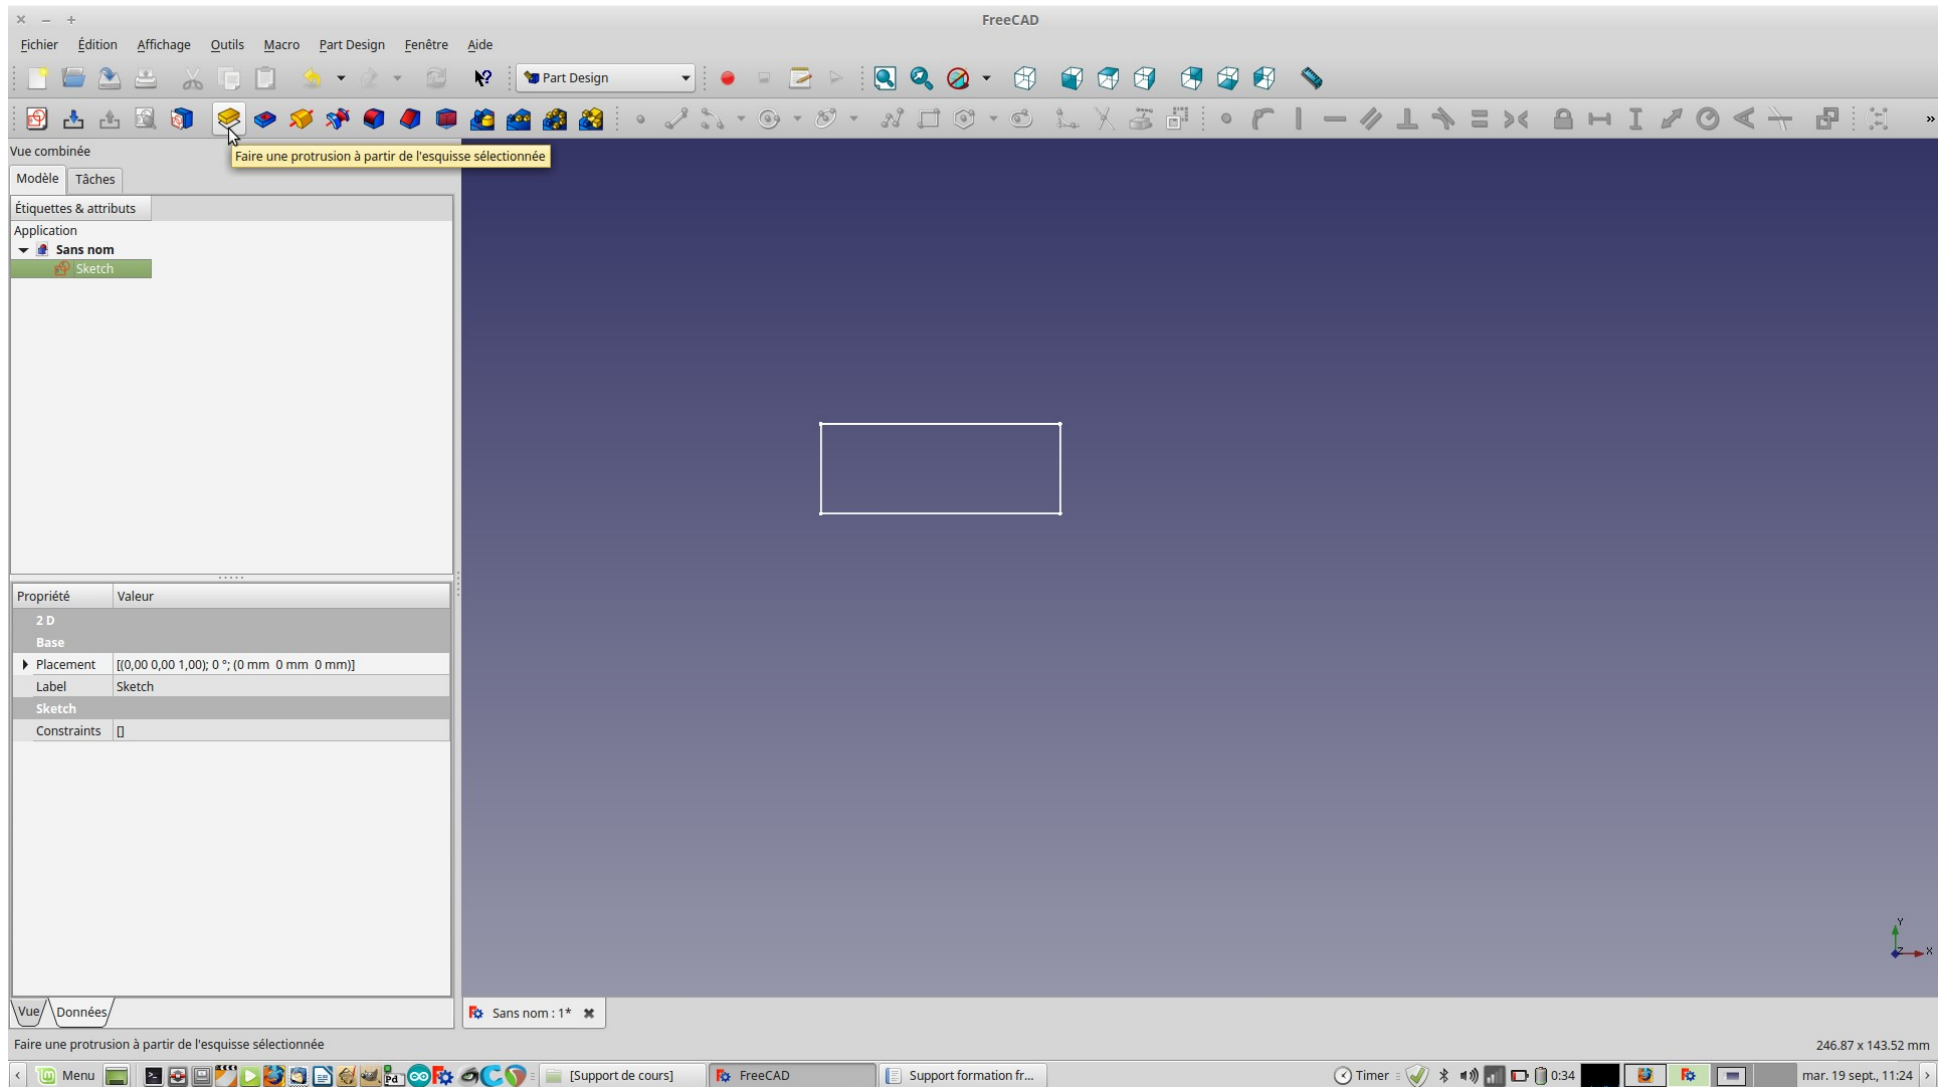 FreeCAD
Fichier Édition Affichage Outils Macro Part Design Fenêtre Aide
Part Design
Vue combinée
Faire une protrusion à partir de l'esquisse sélectionnée
Modèle Tâches
Étiquettes & attributs
Application
Sans nom
Sketch
Propriété Valeur
2 D
Base
Placement [(0,00 0,00 1,00); 0 °; (0 mm 0 mm 0 mm)]
Label Sketch
Sketch
Constraints []
Y
Z X
Vue Données
Sans nom : 1*
Faire une protrusion à partir de l'esquisse sélectionnée
246.87 x 143.52 mm
Menu Pd [Support de cours] FreeCAD Support formation fr... Timer 0:34 mar. 19 sept., 11:24